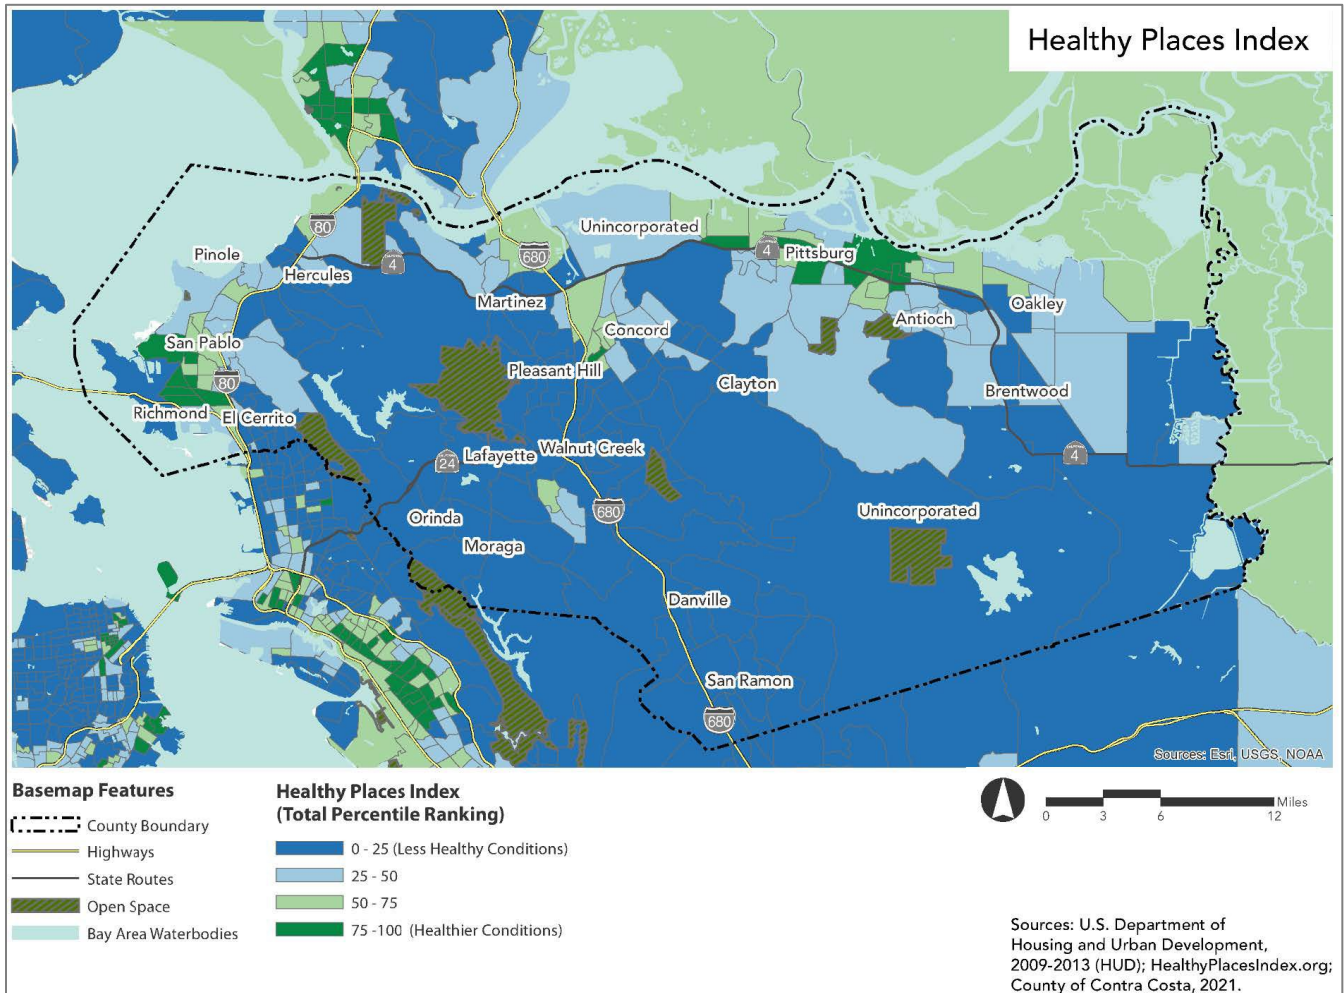 Healthy Places Index
Unincorporated
80
Pinole
680
4
Pittsburg
4
Hercules
Martinez
Oakley
Antioch
Concord
San Pablo
Pleasant Hill
80
Clayton
Brentwood
Richmond
El Cerrito
Walnut Creek
Lafayette
24
4
Unincorporated
680
Orinda
Moraga
Danville
San Ramon
680
Sources: Esri, USGS, NOAA
Basemap Features
County Boundary
Highways
State Routes
Open Space
Bay Area Waterbodies
Healthy Places Index
(Total Percentile Ranking)
0 - 25 (Less Healthy Conditions)
25 - 50
50 - 75
75 -100 (Healthier Conditions)
Miles
0 3 6 12
Sources: U.S. Department of
Housing and Urban Development,
2009-2013 (HUD); HealthyPlacesIndex.org;
County of Contra Costa, 2021.